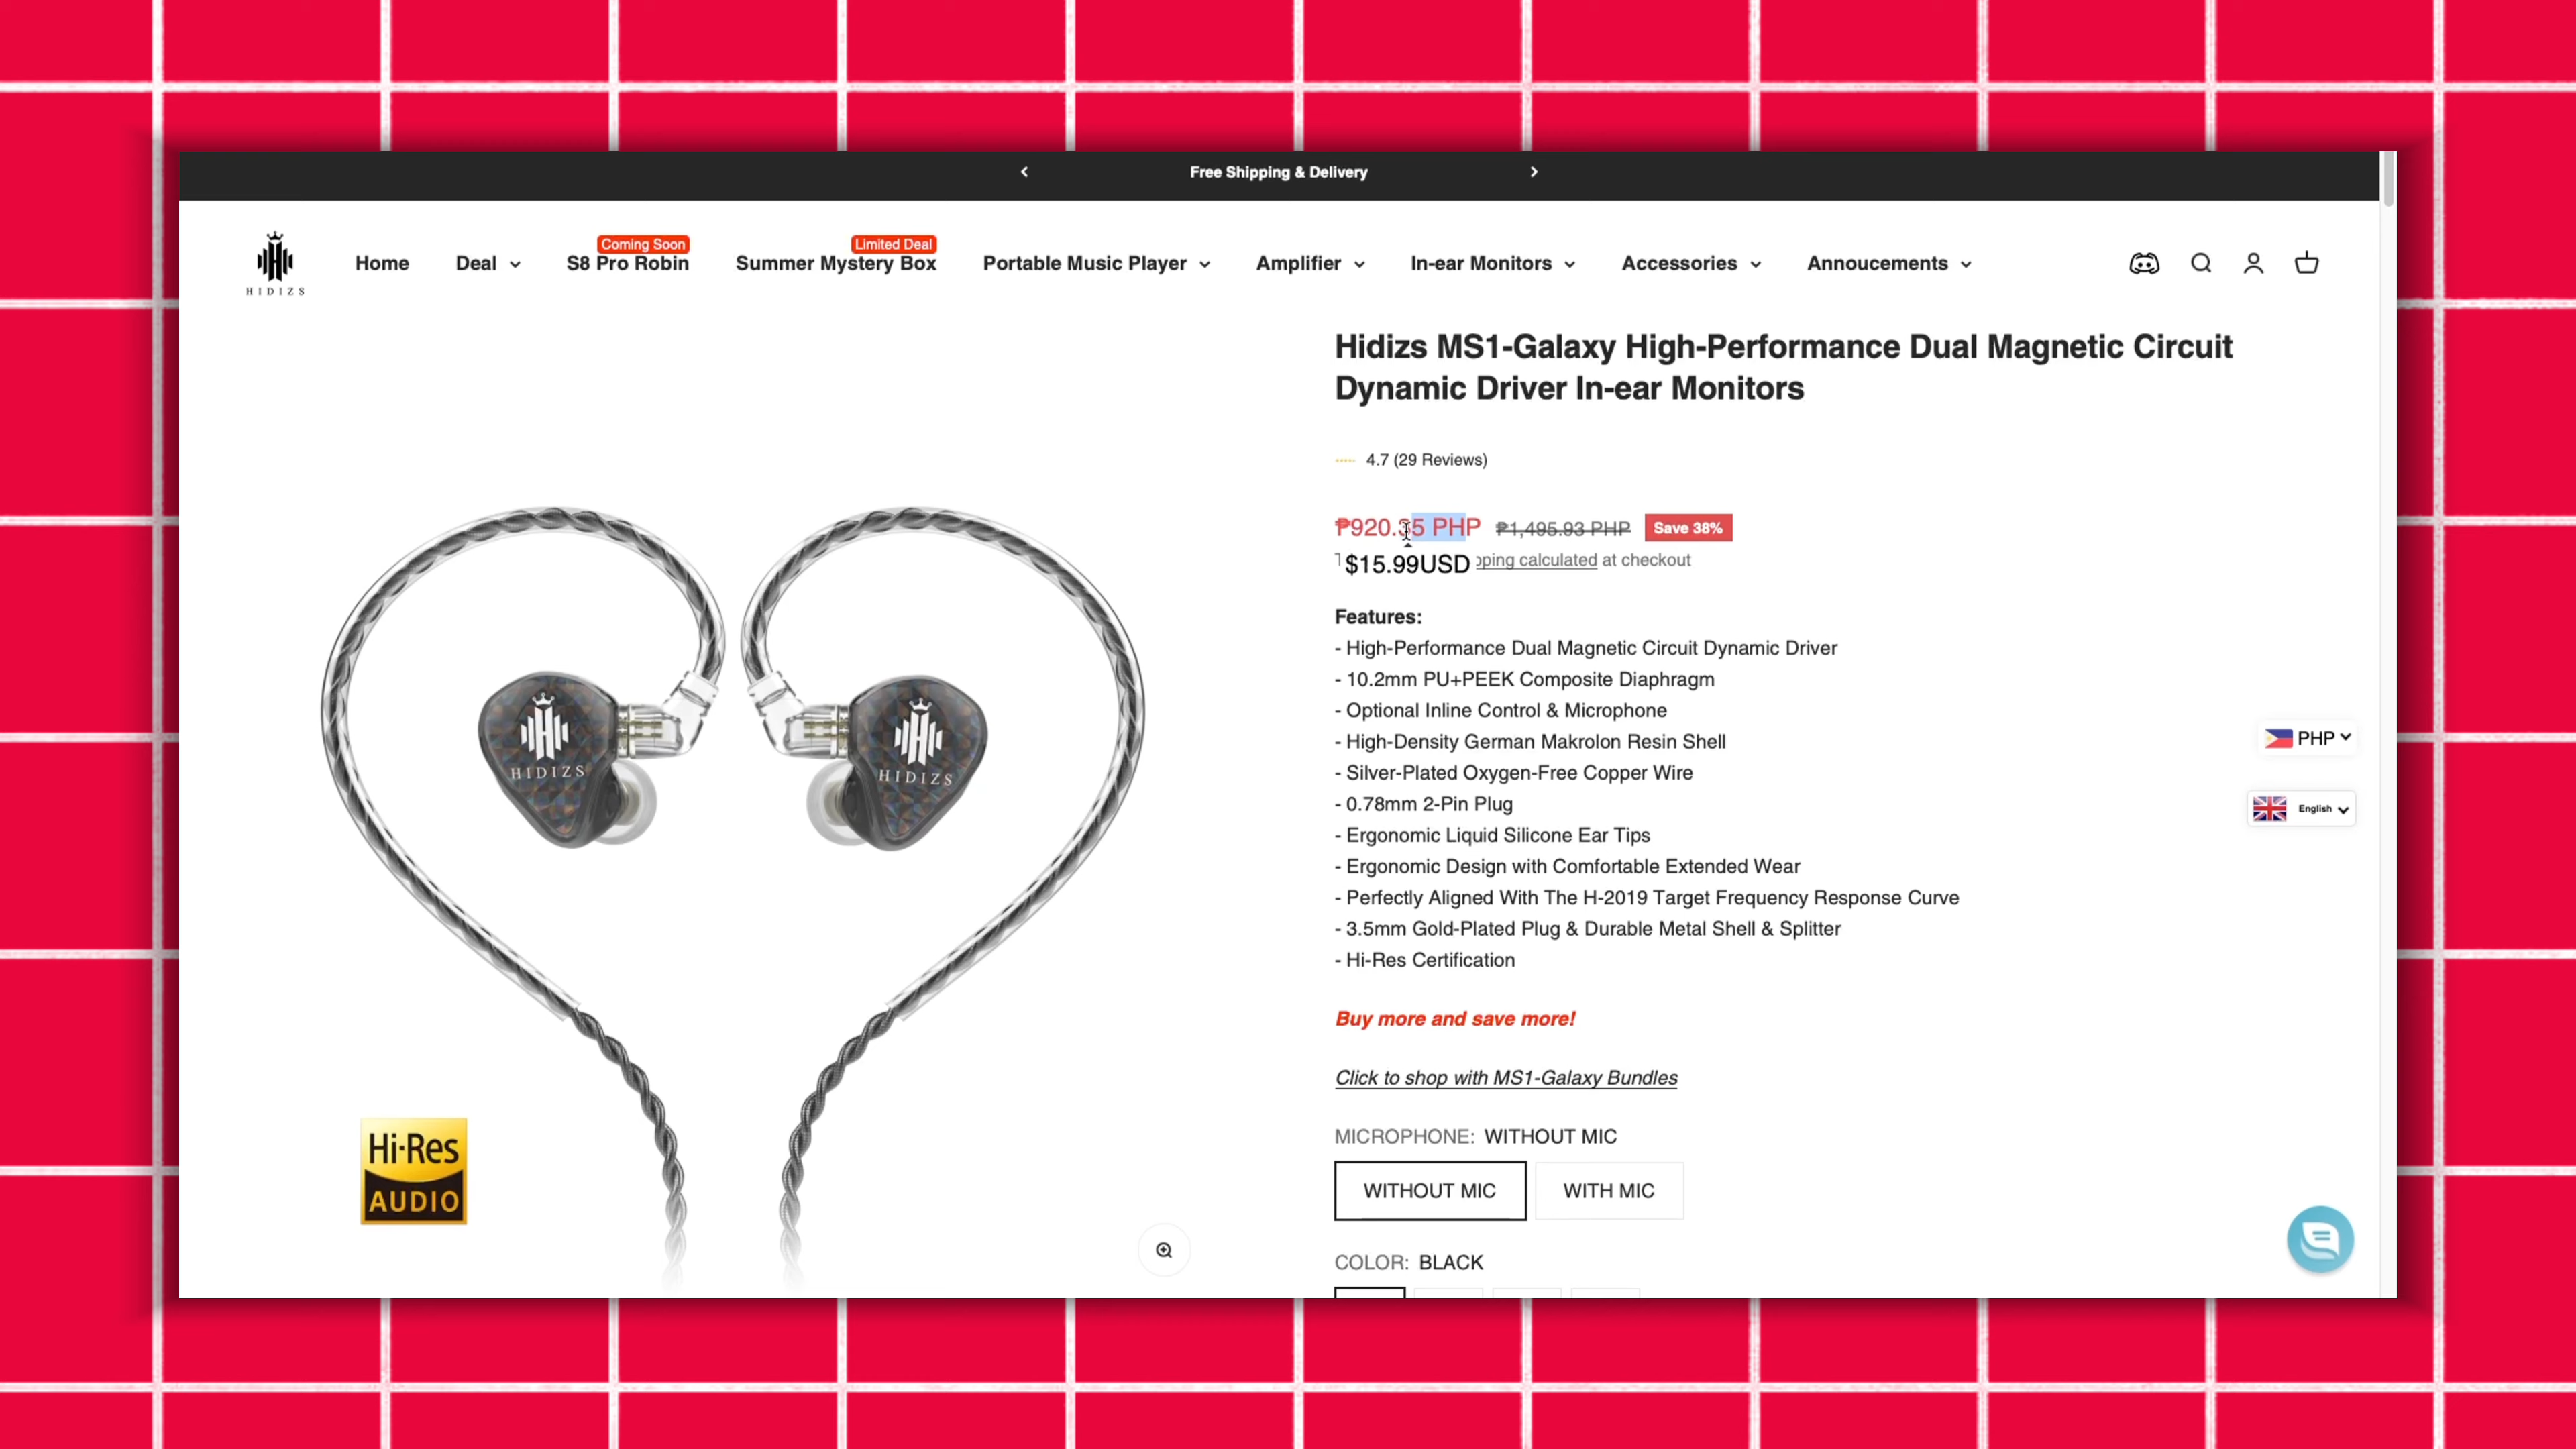 Free Shipping & Delivery
HIDIZS
Home
Deal
Coming Soon
S8 Pro Robin
Limited Deal
Summer Mystery Box
Portable Music Player
Amplifier
In-ear Monitors
Accessories
Annoucements
HIDIZS
HIDIZS
Hi-Res
AUDIO
Hidizs MS1-Galaxy High-Performance Dual Magnetic Circuit
Dynamic Driver In-ear Monitors
4.7 (29 Reviews)
₱920.35 PHP ₱1,495.93 PHP Save 38%
$15.99USD calculated at checkout
Features:
- High-Performance Dual Magnetic Circuit Dynamic Driver
- 10.2mm PU+PEEK Composite Diaphragm
- Optional Inline Control & Microphone
- High-Density German Makrolon Resin Shell
- Silver-Plated Oxygen-Free Copper Wire
- 0.78mm 2-Pin Plug
- Ergonomic Liquid Silicone Ear Tips
- Ergonomic Design with Comfortable Extended Wear
- Perfectly Aligned With The H-2019 Target Frequency Response Curve
- 3.5mm Gold-Plated Plug & Durable Metal Shell & Splitter
- Hi-Res Certification
Buy more and save more!
Click to shop with MS1-Galaxy Bundles
MICROPHONE: WITHOUT MIC
WITHOUT MIC
WITH MIC
COLOR: BLACK
PHP
English